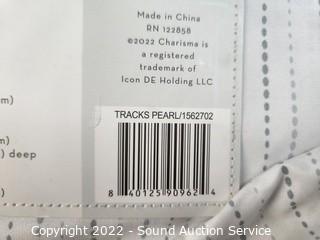 Made in China
RN 122858
©2022 Charisma is
a registered
trademark of
Icon DE Holding LLC
m)
)
) deep
)
TRACKS PEARL/1562702
8 40125 90962 4
Copyright 2022 - Sound Auction Service